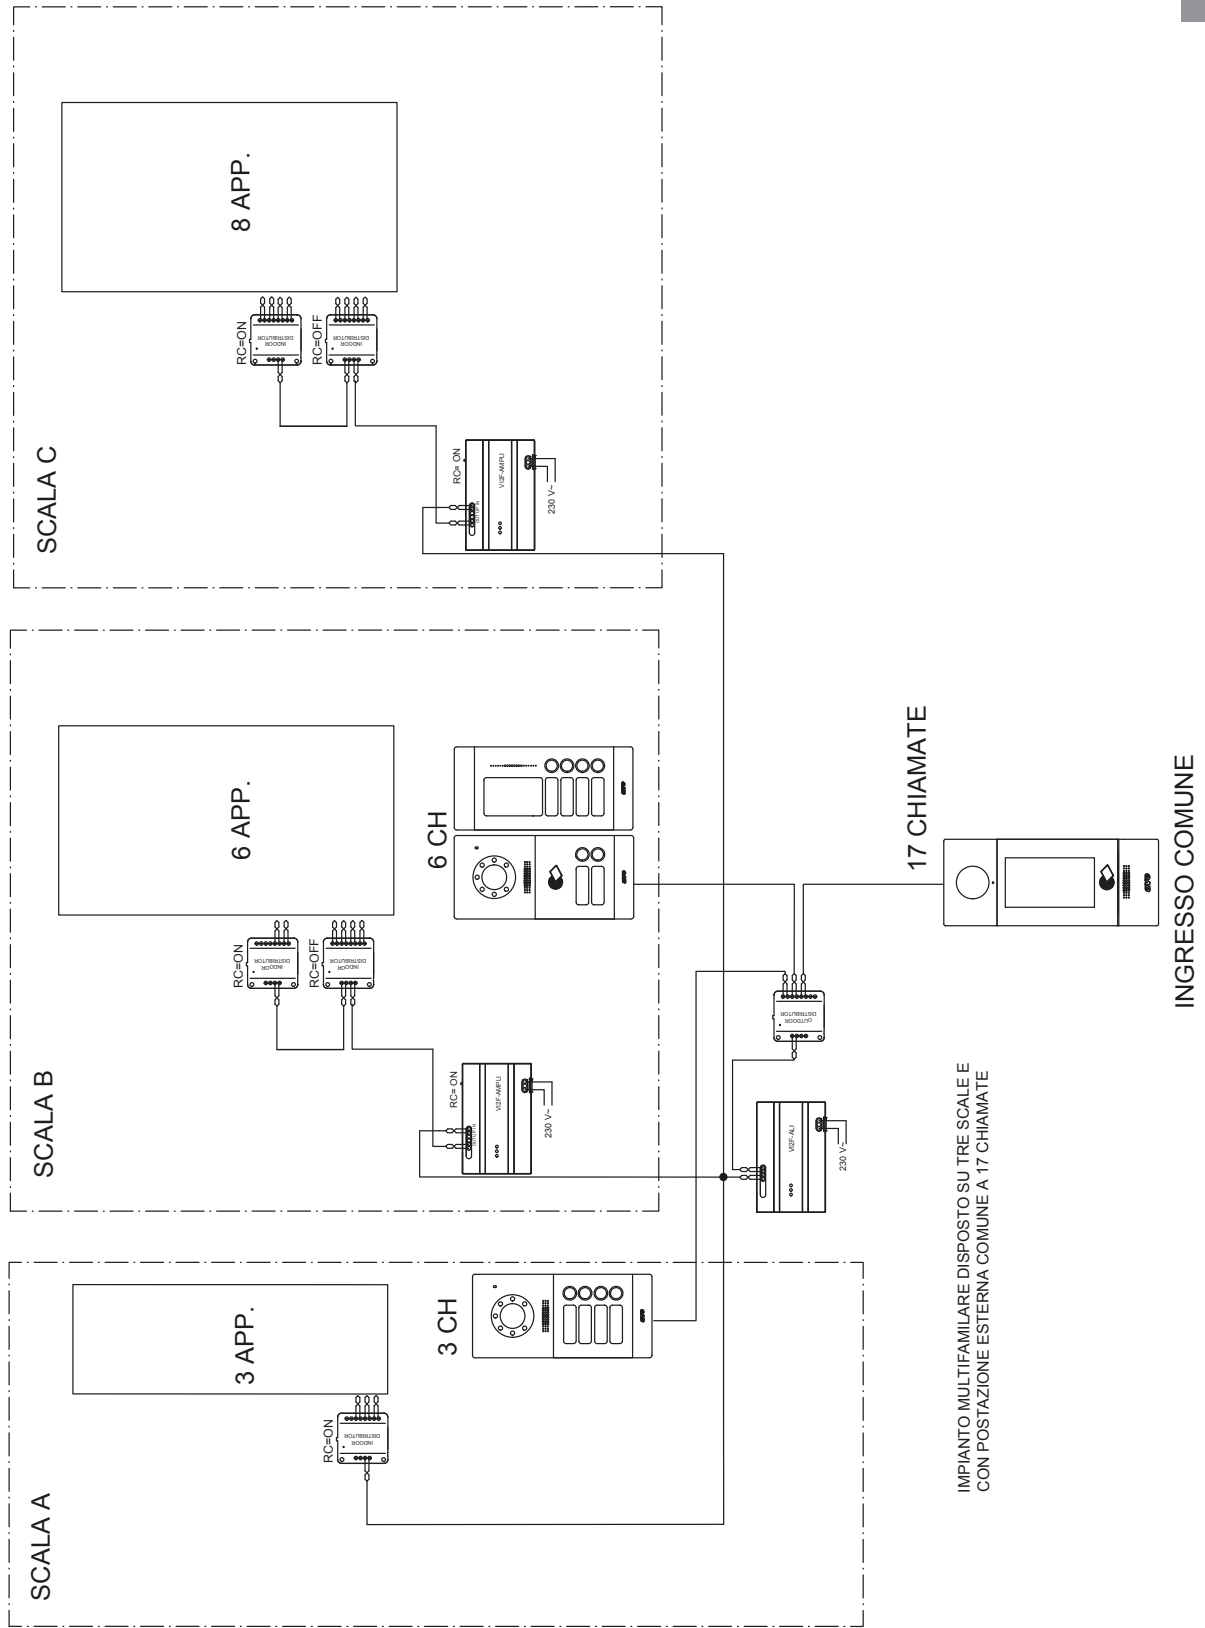 SCALA A
3 APP.
RC=ON
INDOOR
DISTRIBUTOR
3 CH
SCALA B
6 APP.
RC=ON
INDOOR
DISTRIBUTOR
RC=OFF
INDOOR
DISTRIBUTOR
6 CH
RC= ON
VI2F-AMPLI
230 V~
SCALA C
8 APP.
RC=ON
INDOOR
DISTRIBUTOR
RC=OFF
INDOOR
DISTRIBUTOR
RC= ON
OUT UP IN
VI2F-AMPLI
230 V~
VI2F-ALI
230 V~
OUTDOOR
DISTRIBUTOR
17 CHIAMATE
INGRESSO COMUNE
IMPIANTO MULTIFAMILARE DISPOSTO SU TRE SCALE E
CON POSTAZIONE ESTERNA COMUNE A 17 CHIAMATE